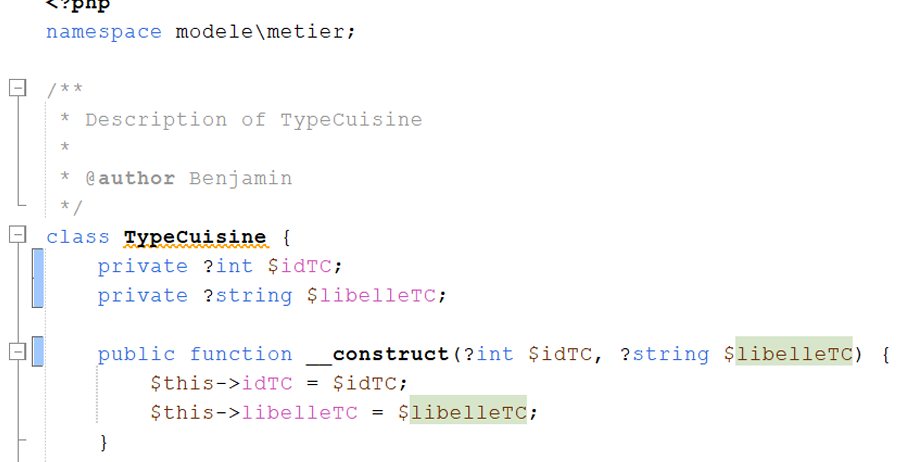 <?php
namespace modele\metier;
/**
* Description of TypeCuisine
*
* @author Benjamin
*/
class TypeCuisine {
private ?int $idTC;
private ?string $libelleTC;
public function __construct(?int $idTC, ?string $libelleTC) {
$this->idTC = $idTC;
$this->libelleTC = $libelleTC;
}